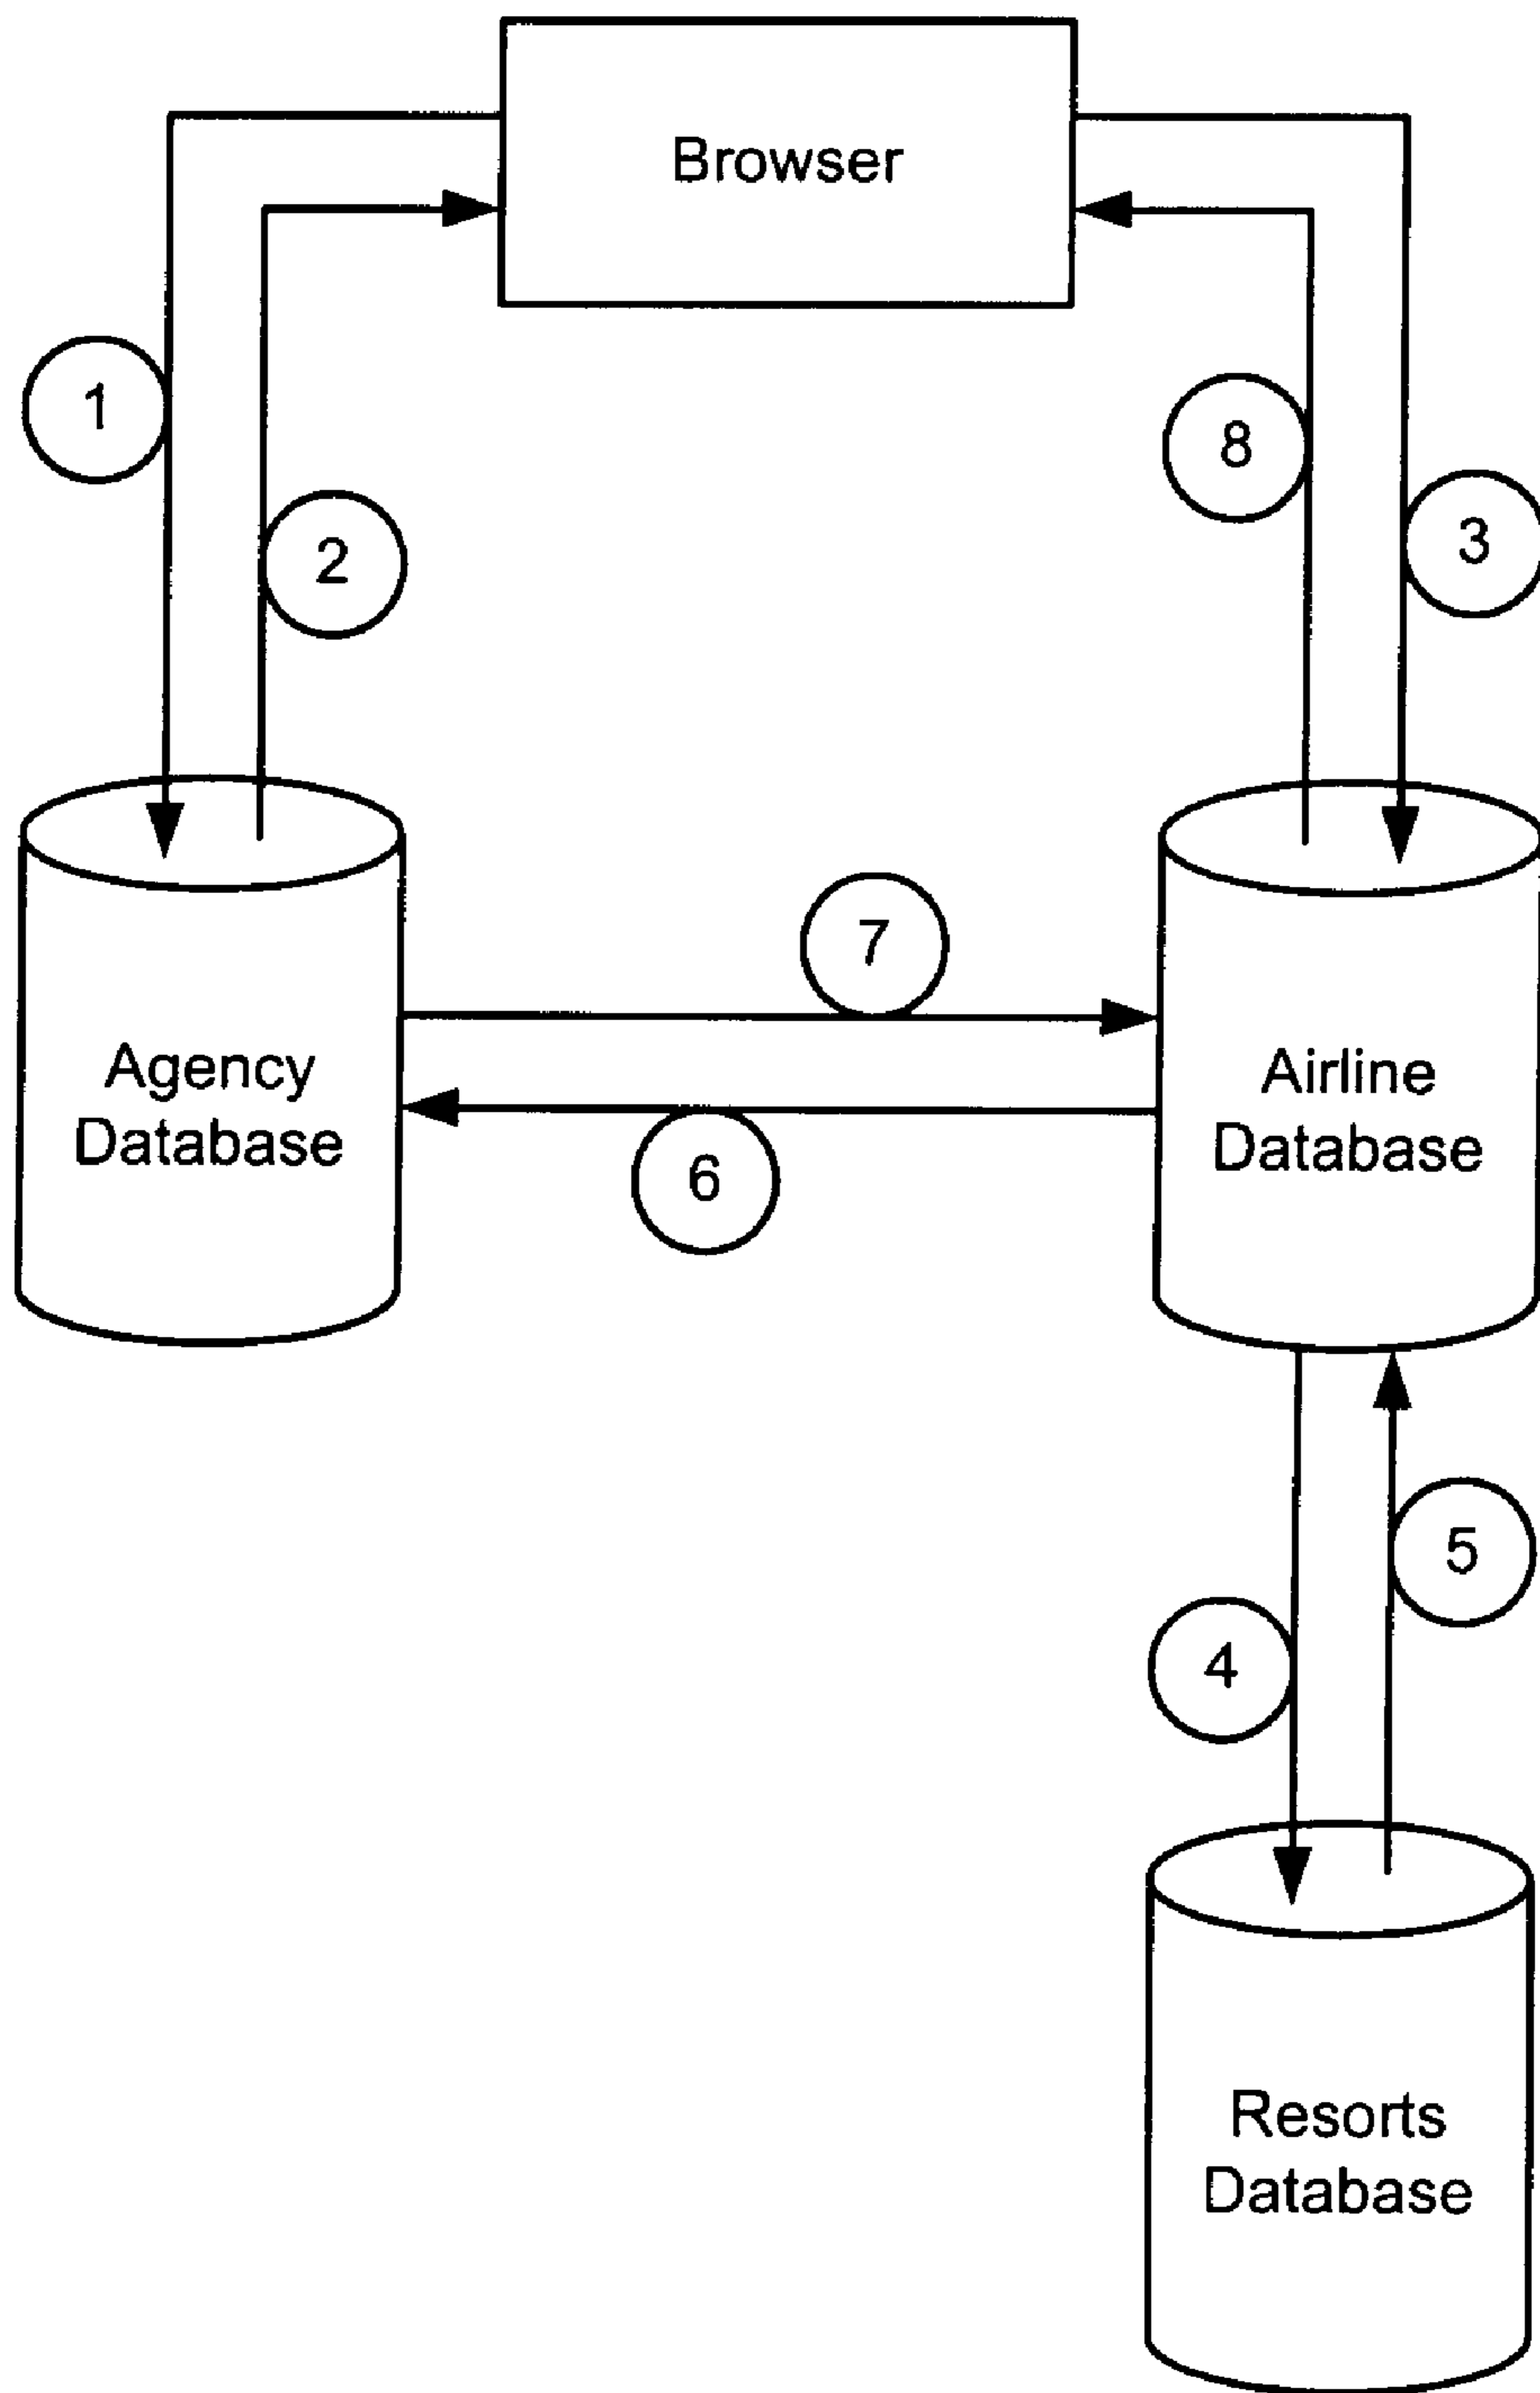 Browser
1
2
8
3
7
Agency
Database
Airline
Database
6
5
4
Resorts
Database